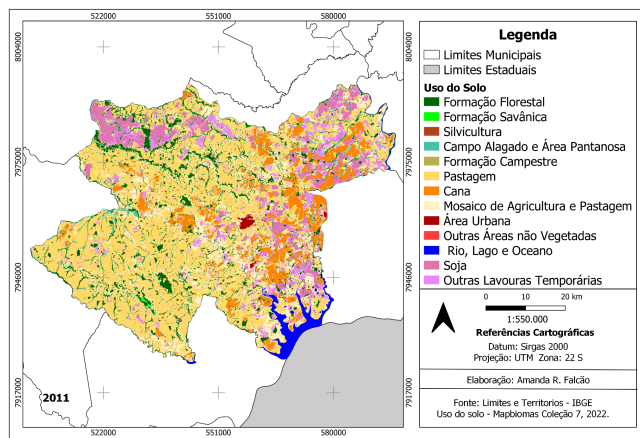 522000
551000
580000
8004000
8004000
7975000
7975000
7946000
7946000
7917000
7917000
2011
522000
551000
580000
Legenda
Limites Municipais
Limites Estaduais
Uso do Solo
Formação Florestal
Formação Savânica
Silvicultura
Campo Alagado e Área Pantanosa
Formação Campestre
Pastagem
Cana
Mosaico de Agricultura e Pastagem
Área Urbana
Outras Áreas não Vegetadas
Rio, Lago e Oceano
Soja
Outras Lavouras Temporárias
0 10 20 km
1:550.000
Referências Cartográficas
Datum: Sirgas 2000
Projeção: UTM Zona: 22 S
Elaboração: Amanda R. Falcão
Fonte: Limites e Territorios - IBGE
Uso do solo - Mapbiomas Coleção 7, 2022.